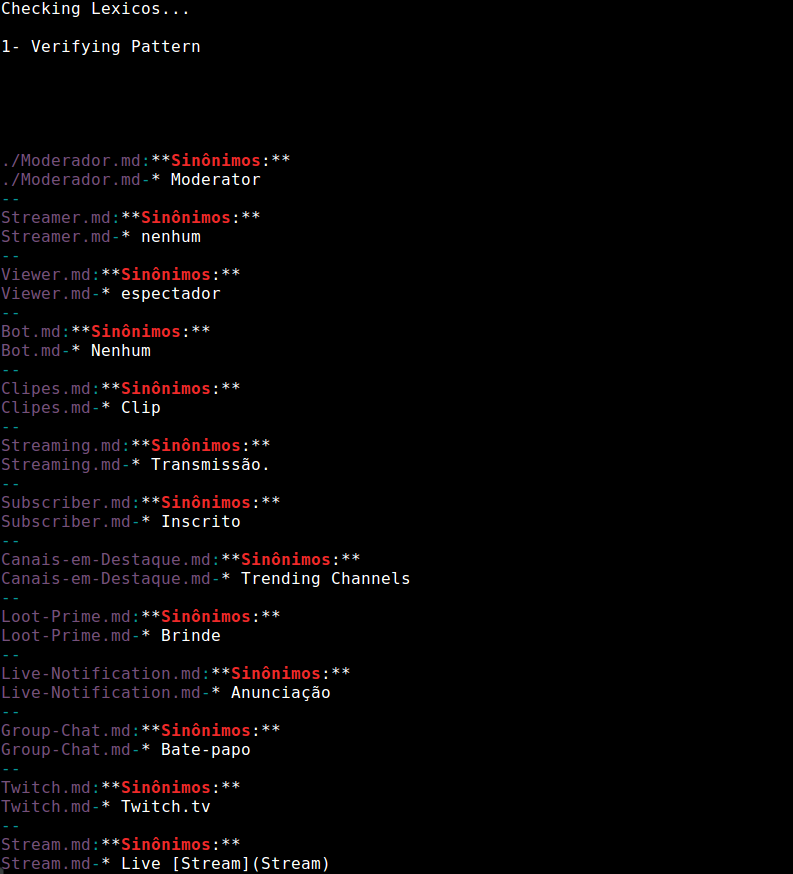 Checking Lexicos...
1- Verifying Pattern
./Moderador.md:**Sinônimos:**
./Moderador.md-* Moderator
--
Streamer.md:**Sinônimos:**
Streamer.md-* nenhum
--
Viewer.md:**Sinônimos:**
Viewer.md-* espectador
--
Bot.md:**Sinônimos:**
Bot.md-* Nenhum
--
Clipes.md:**Sinônimos:**
Clipes.md-* Clip
--
Streaming.md:**Sinônimos:**
Streaming.md-* Transmissão.
--
Subscriber.md:**Sinônimos:**
Subscriber.md-* Inscrito
--
Canais-em-Destaque.md:**Sinônimos:**
Canais-em-Destaque.md-* Trending Channels
--
Loot-Prime.md:**Sinônimos:**
Loot-Prime.md-* Brinde
--
Live-Notification.md:**Sinônimos:**
Live-Notification.md-* Anunciação
--
Group-Chat.md:**Sinônimos:**
Group-Chat.md-* Bate-papo
--
Twitch.md:**Sinônimos:**
Twitch.md-* Twitch.tv
--
Stream.md:**Sinônimos:**
Stream.md-* Live [Stream](Stream)